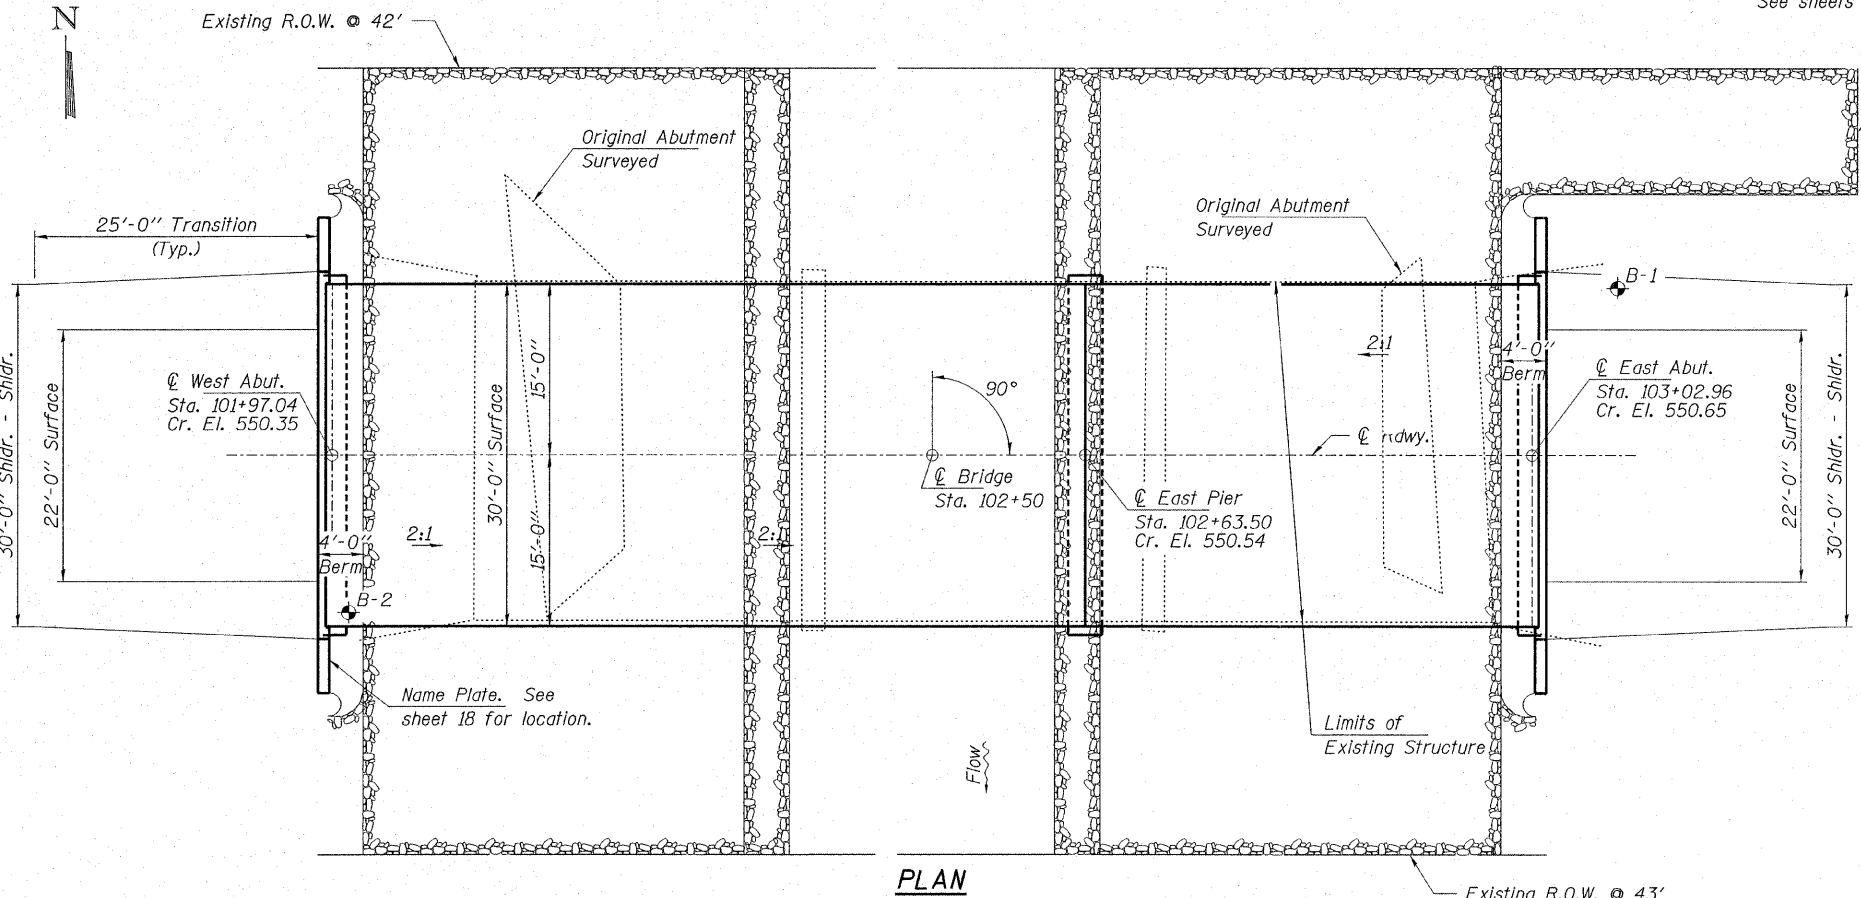 See sheets
N
Existing R.O.W. @ 42'
Original Abutment
Surveyed
25'-0" Transition
(Typ.)
Original Abutment
Surveyed
B-1
30'-0" Shldr. - Shldr.
22'-0" Surface
℄ West Abut.
Sta. 101+97.04
Cr. El. 550.35
30'-0" Surface
15'-0"
15'-0"
90°
2:1
4'-0"
Berm
℄ East Abut.
Sta. 103+02.96
Cr. El. 550.65
22'-0" Surface
30'-0" Shldr. - Shldr.
℄ rdwy.
℄ Bridge
Sta. 102+50
℄ East Pier
Sta. 102+63.50
Cr. El. 550.54
4'-0"
Berm
2:1
2:1
B-2
Name Plate. See
sheet 18 for location.
Flow
Limits of
Existing Structure
PLAN
Existing R.O.W. @ 43'